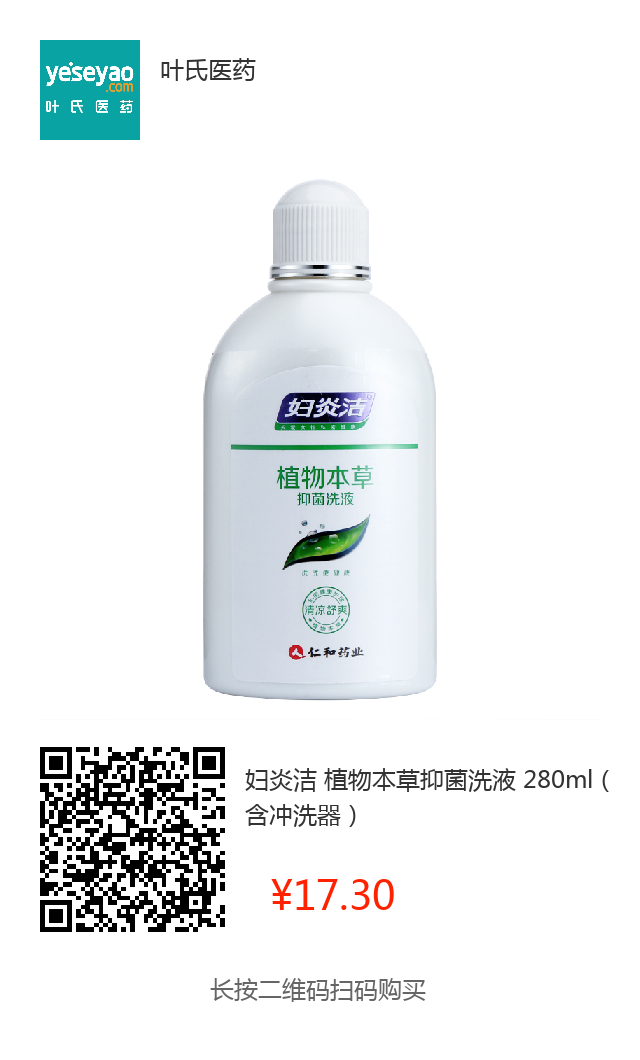 yeseyao
.com
叶氏医药
叶氏医药
妇炎洁
植物本草
抑菌洗液
清凉舒爽
仁和药业
妇炎洁 植物本草抑菌洗液 280ml（
含冲洗器）
¥17.30
长按二维码扫码购买